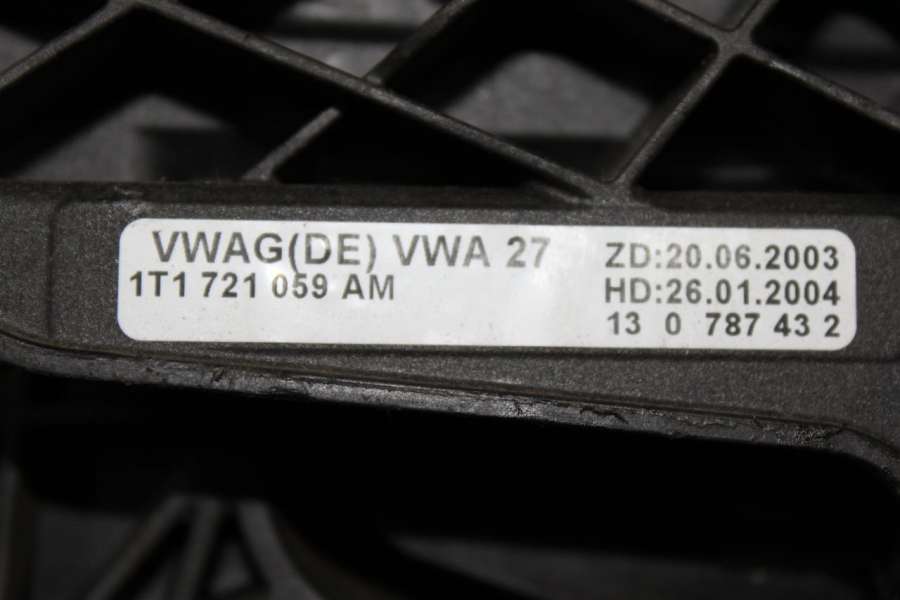 VWAG(DE) VWA 27
1T1 721 059 AM
ZD:20.06.2003
HD:26.01.2004
13 0 787 43 2